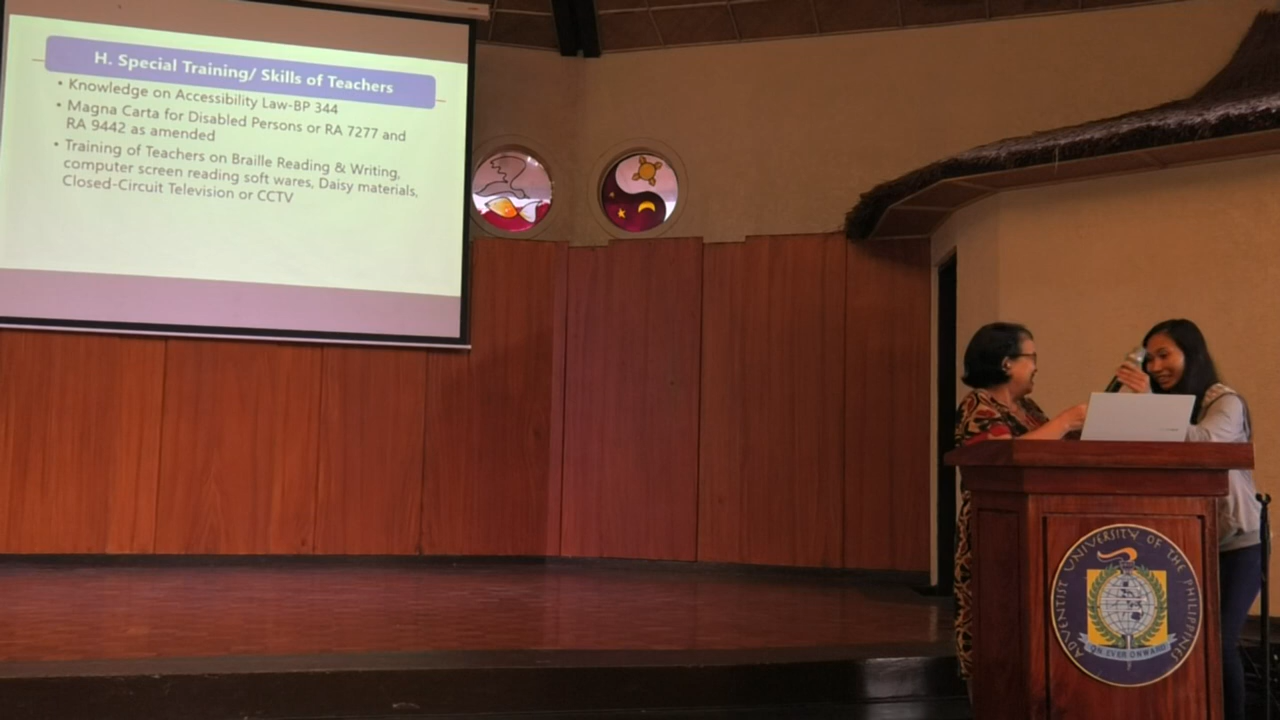 H. Special Training/ Skills of Teachers
• Knowledge on Accessibility Law-BP 344
• Magna Carta for Disabled Persons or RA 7277 and
RA 9442 as amended
• Training of Teachers on Braille Reading & Writing,
computer screen reading soft wares, Daisy materials,
Closed-Circuit Television or CCTV
ADVENTIST UNIVERSITY OF THE PHILIPPINES
ON EVER ONWARD